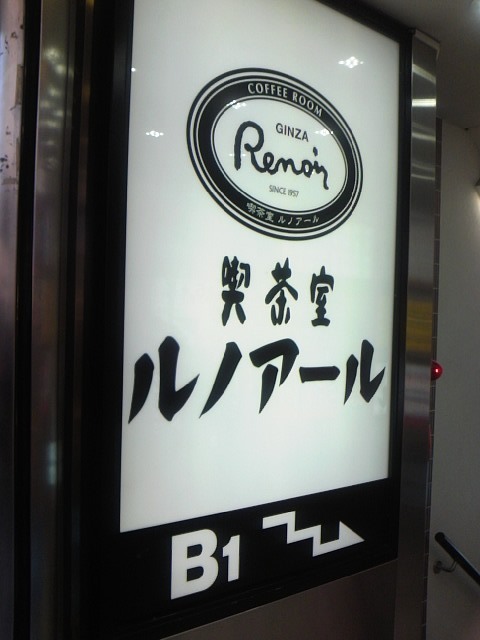 COFFEE ROOM
GINZA
Renoir
SINCE 1957
喫茶室 ルノアール
喫茶室
ルノアール
B1